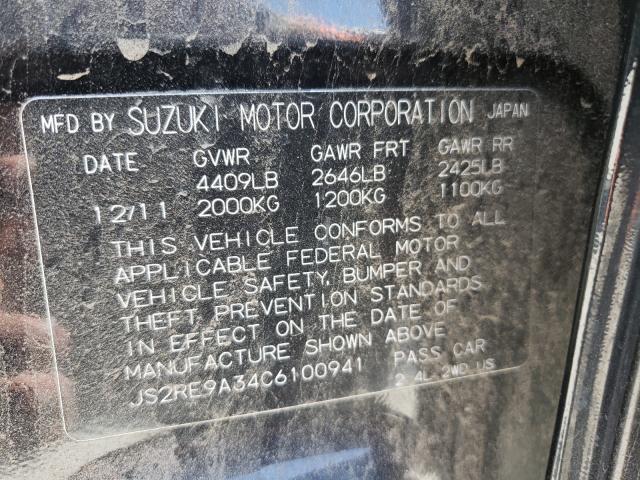 MFD BY SUZUKI MOTOR CORPORATION JAPAN
DATE GVWR GAWR FRT GAWR RR
4409LB 2646LB 2425LB
12/11 2000KG 1200KG 1100KG
THIS VEHICLE CONFORMS TO ALL
APPLICABLE FEDERAL MOTOR
VEHICLE SAFETY, BUMPER AND
THEFT PREVENTION STANDARDS
IN EFFECT ON THE DATE OF
MANUFACTURE SHOWN ABOVE
JS2RE9A34C6100941 PASS CAR
2.4L 2WD US